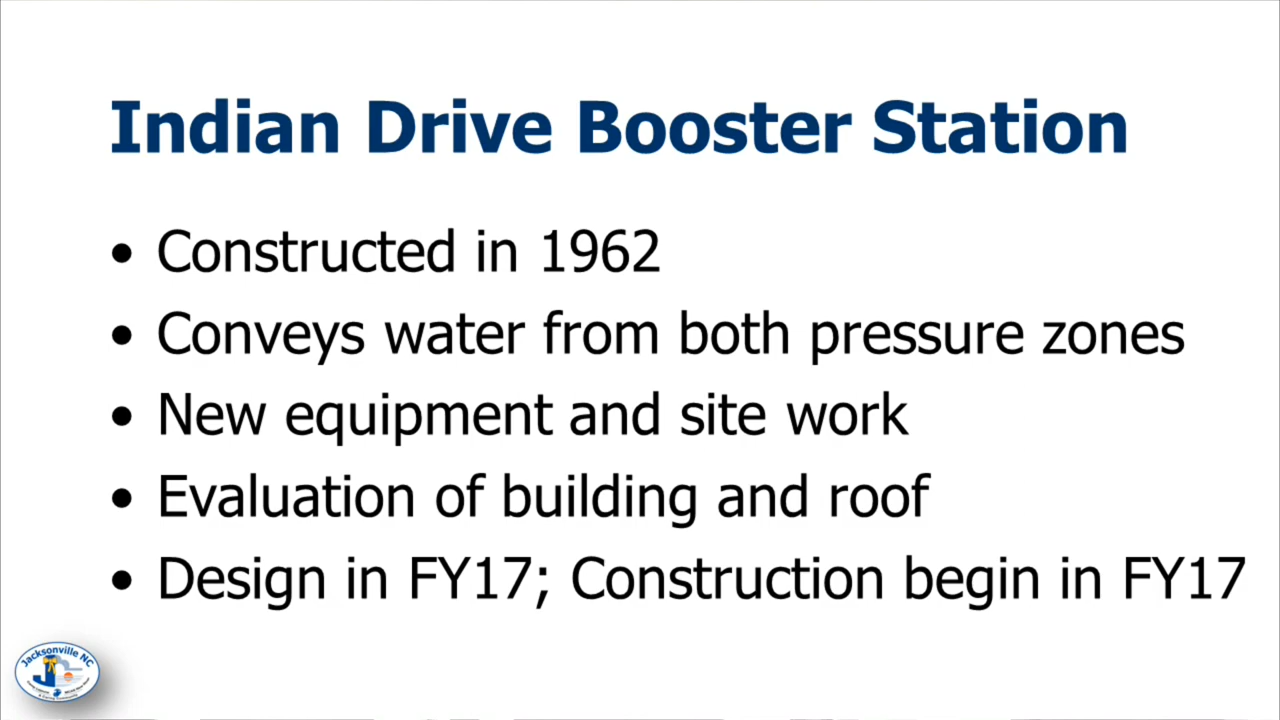 Indian Drive Booster Station
• Constructed in 1962
• Conveys water from both pressure zones
• New equipment and site work
• Evaluation of building and roof
• Design in FY17; Construction begin in FY17
Jacksonville NC